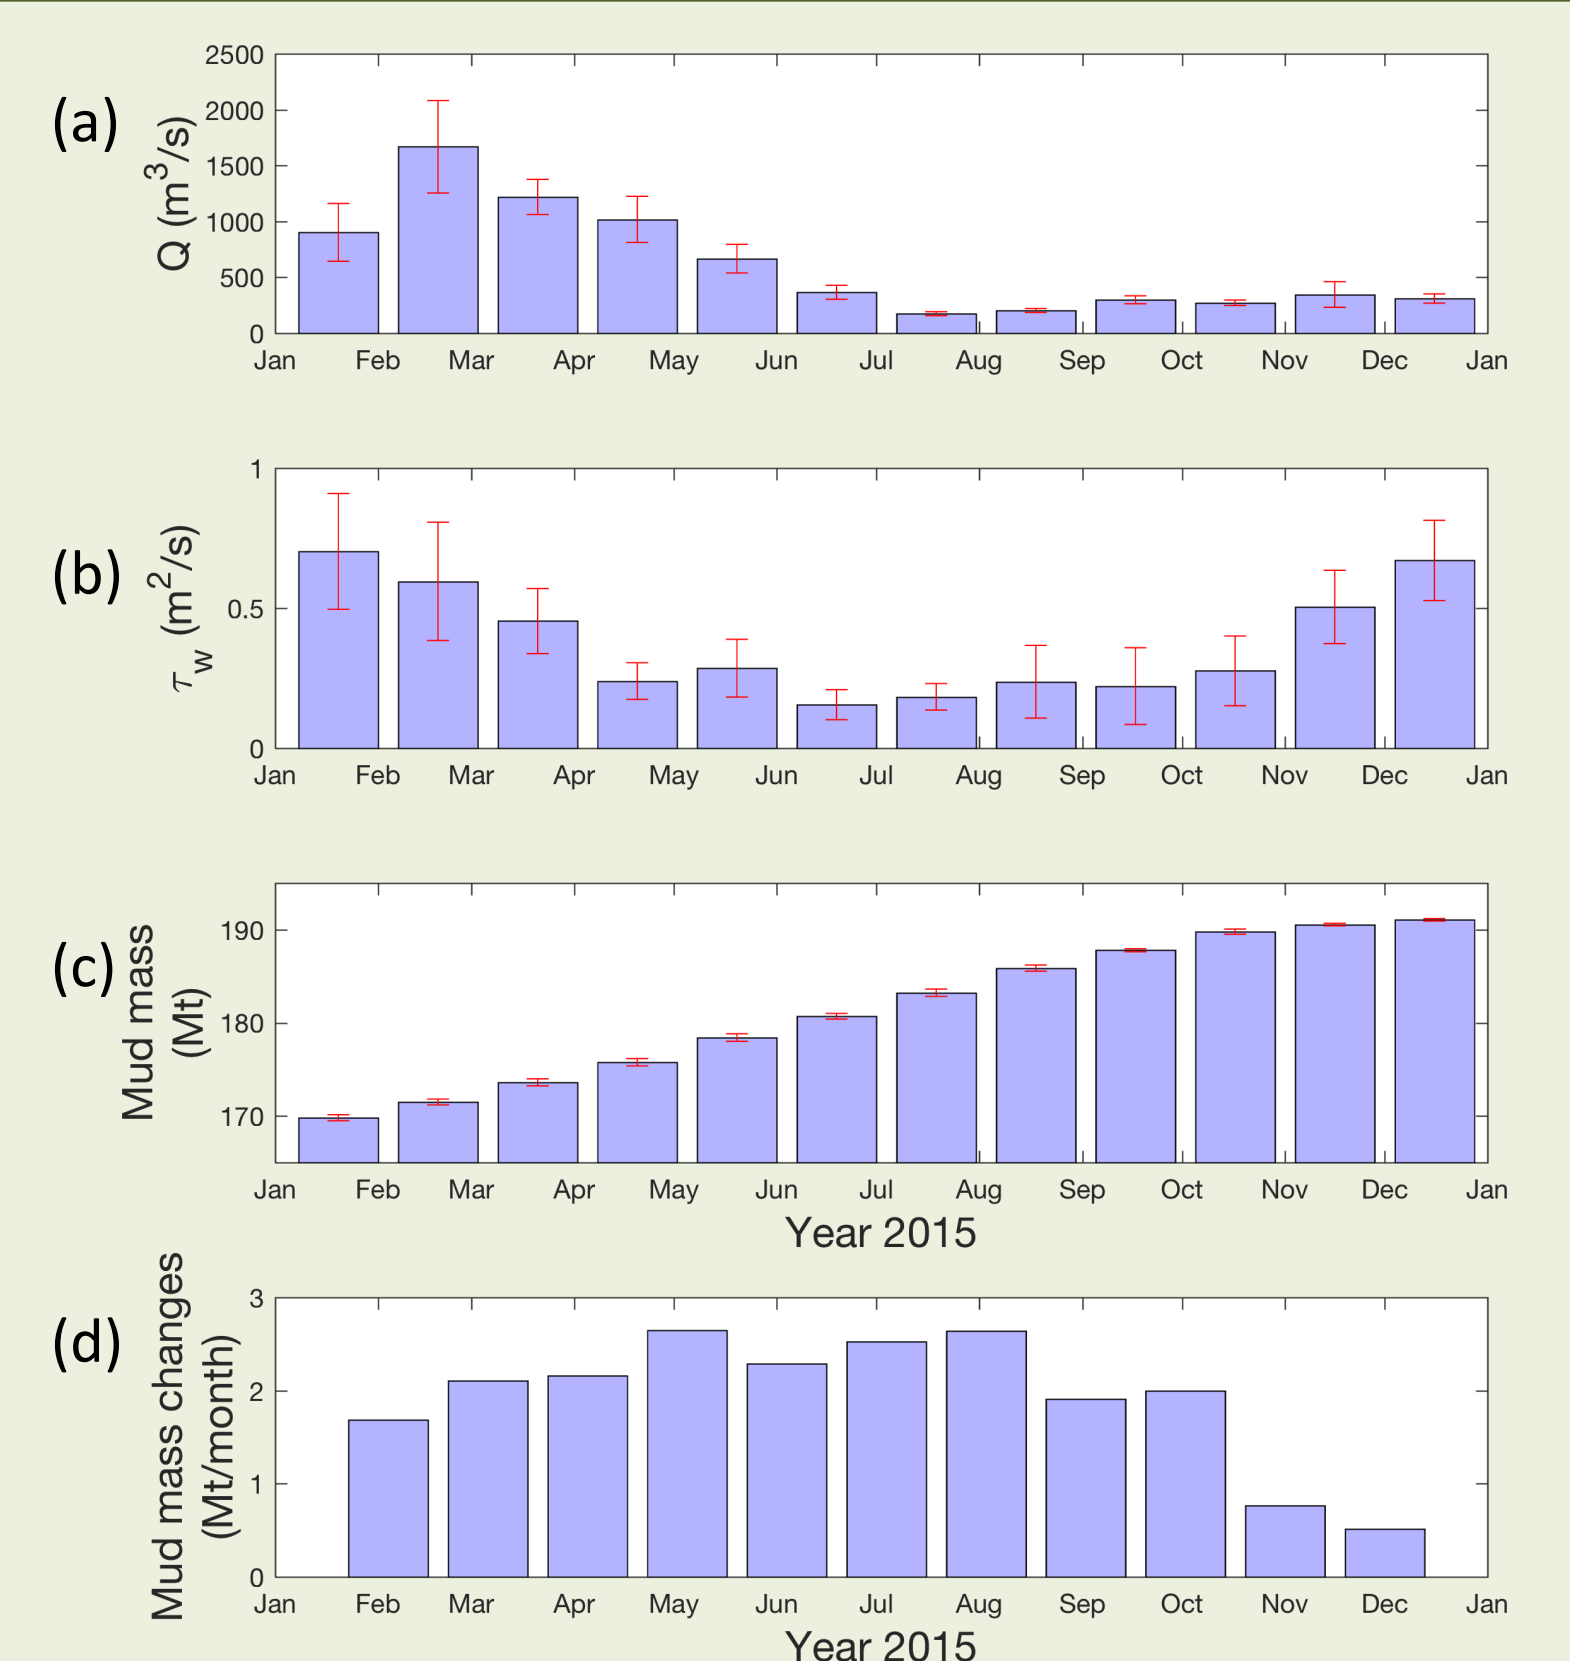 (a)
Q (m³/s)
2500
2000
1500
1000
500
0
Jan Feb Mar Apr May Jun Jul Aug Sep Oct Nov Dec Jan
(b)
τw (m²/s)
1
0.5
0
Jan Feb Mar Apr May Jun Jul Aug Sep Oct Nov Dec Jan
(c)
Mud mass
(Mt)
190
180
170
Jan Feb Mar Apr May Jun Jul Aug Sep Oct Nov Dec Jan
Year 2015
(d)
Mud mass changes
(Mt/month)
3
2
1
0
Jan Feb Mar Apr May Jun Jul Aug Sep Oct Nov Dec Jan
Year 2015